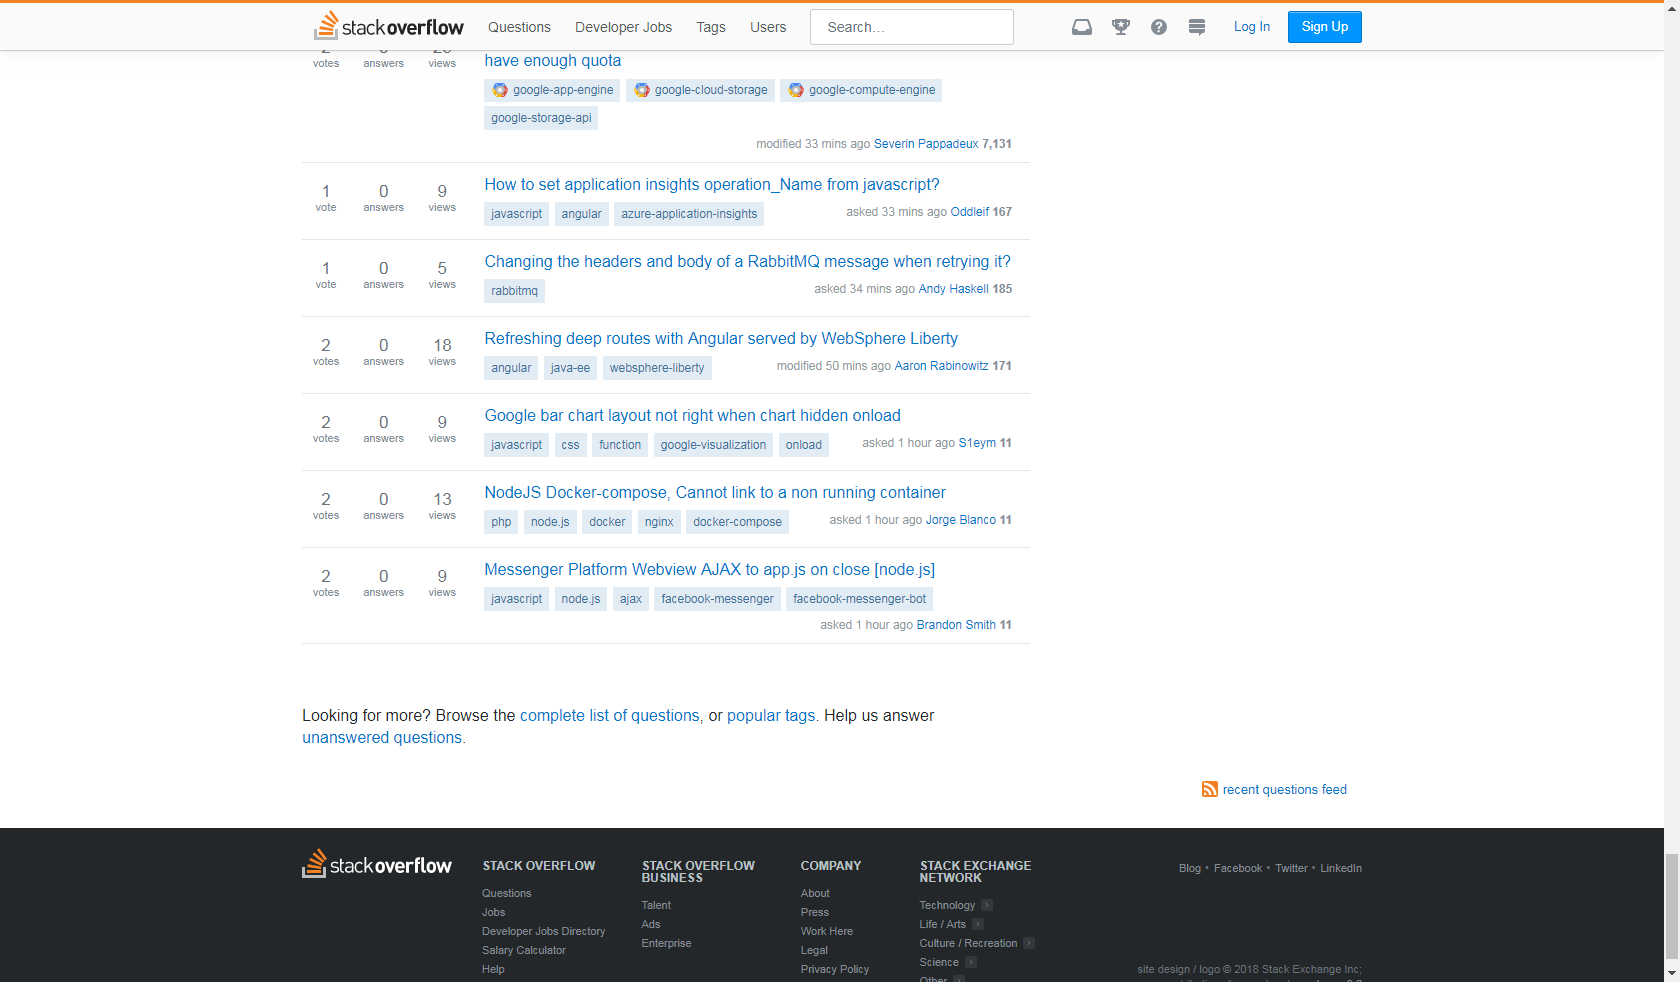 stackoverflow Questions Developer Jobs Tags Users Search... Log In Sign Up
votes answers views have enough quota
google-app-engine google-cloud-storage google-compute-engine
google-storage-api
modified 33 mins ago Severin Pappadeux 7,131
1 0 9 How to set application insights operation_Name from javascript?
vote answers views javascript angular azure-application-insights asked 33 mins ago Oddleif 167
1 0 5 Changing the headers and body of a RabbitMQ message when retrying it?
vote answers views rabbitmq asked 34 mins ago Andy Haskell 185
2 0 18 Refreshing deep routes with Angular served by WebSphere Liberty
votes answers views angular java-ee websphere-liberty modified 50 mins ago Aaron Rabinowitz 171
2 0 9 Google bar chart layout not right when chart hidden onload
votes answers views javascript css function google-visualization onload asked 1 hour ago S1eym 11
2 0 13 NodeJS Docker-compose, Cannot link to a non running container
votes answers views php node.js docker nginx docker-compose asked 1 hour ago Jorge Blanco 11
2 0 9 Messenger Platform Webview AJAX to app.js on close [node.js]
votes answers views javascript node.js ajax facebook-messenger facebook-messenger-bot
asked 1 hour ago Brandon Smith 11
Looking for more? Browse the complete list of questions, or popular tags. Help us answer
unanswered questions.
recent questions feed
stackoverflow
STACK OVERFLOW
Questions
Jobs
Developer Jobs Directory
Salary Calculator
Help
STACK OVERFLOW
BUSINESS
Talent
Ads
Enterprise
COMPANY
About
Press
Work Here
Legal
Privacy Policy
STACK EXCHANGE
NETWORK
Technology
Life / Arts
Culture / Recreation
Science
Other
Blog • Facebook • Twitter • LinkedIn
site design / logo © 2018 Stack Exchange Inc;